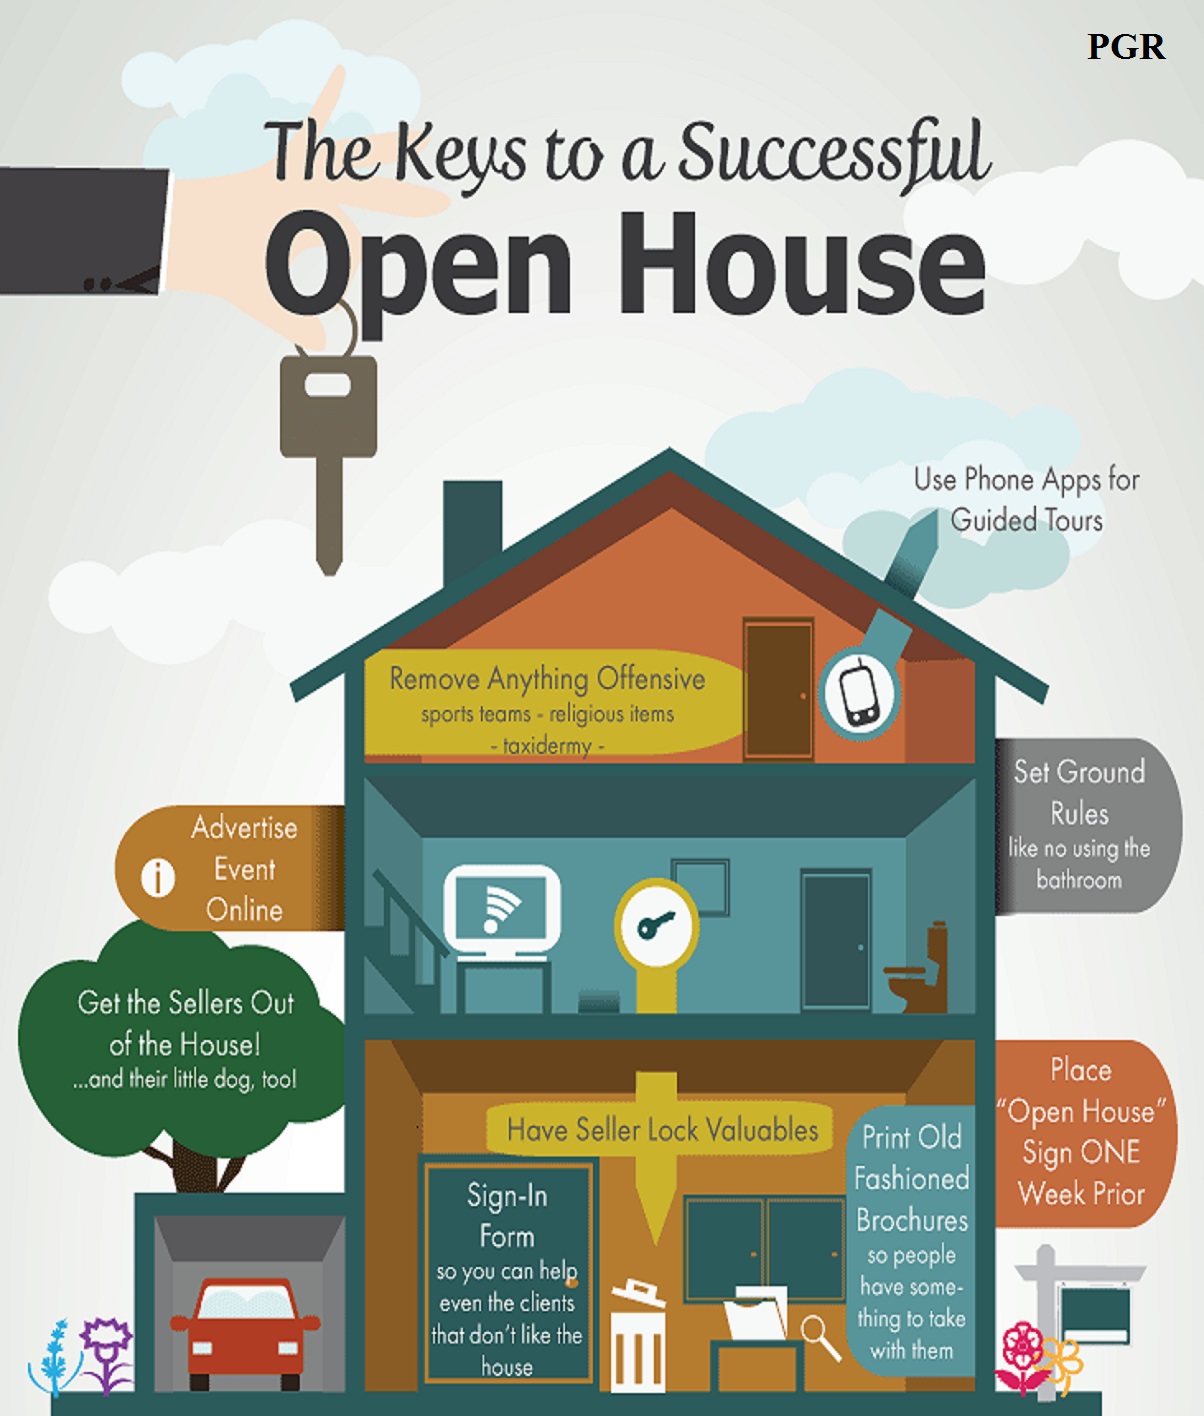 PGR
The Keys to a Successful
Open House
Use Phone Apps for
Guided Tours
Remove Anything Offensive
sports teams - religious items
- taxidermy -
Set Ground
Rules
like no using the
bathroom
Advertise
Event
Online
i
Get the Sellers Out
of the House!
...and their little dog, too!
Place
“Open House”
Sign ONE
Week Prior
Have Seller Lock Valuables
Print Old
Fashioned
Brochures
so people
have some-
thing to take
with them
Sign-In
Form
so you can help
even the clients
that don't like the
house